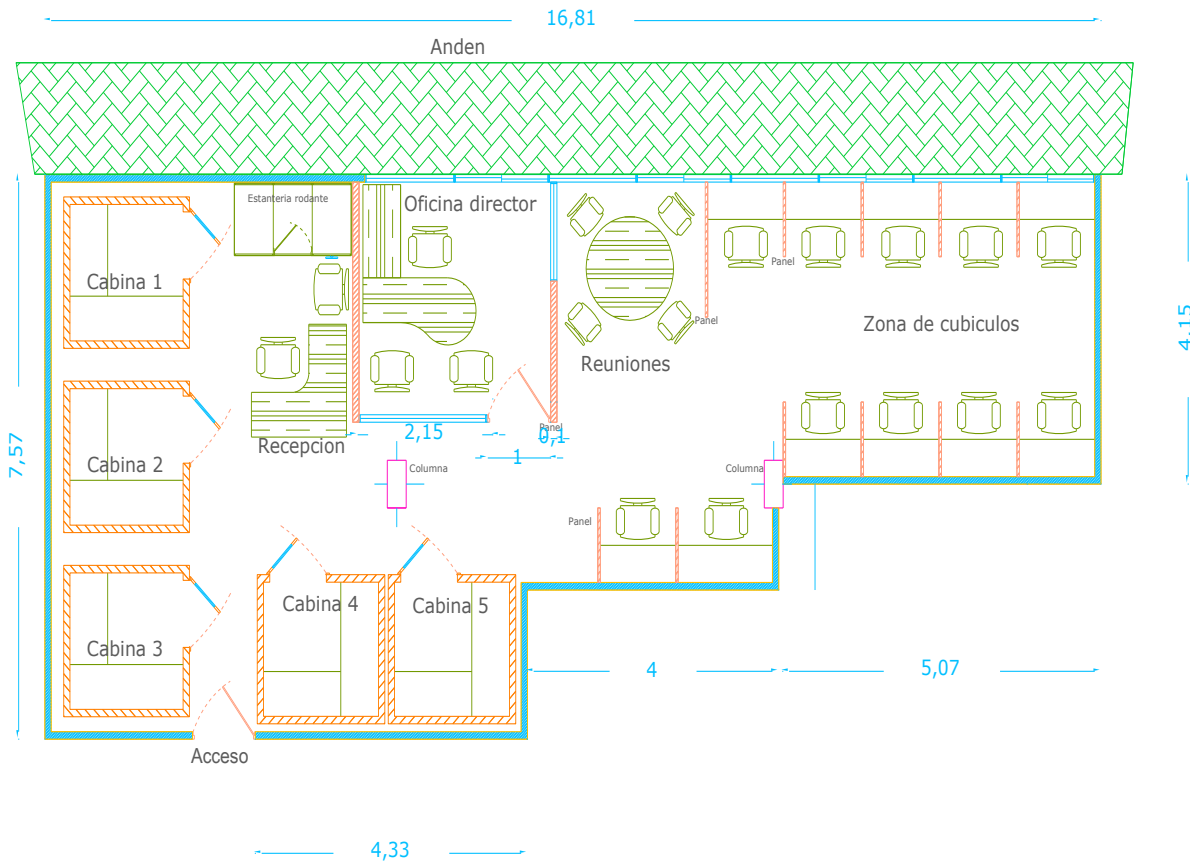 16,81
Anden
Estanteria rodante
Oficina director
Cabina 1
Panel
4,15
Panel
Zona de cubiculos
Reuniones
Panel
2,15
0,1
Recepcion
1
7,57
Cabina 2
Columna
Columna
Panel
Cabina 4
Cabina 5
Cabina 3
4
5,07
Acceso
4,33